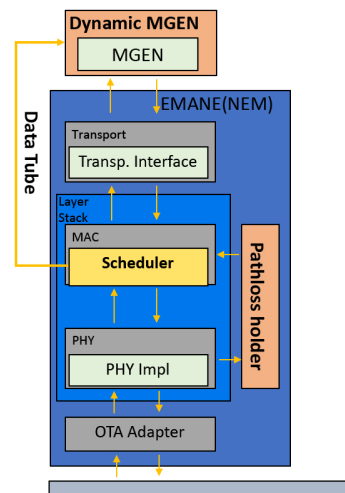 Dynamic MGEN
MGEN
EMANE(NEM)
Data Tube
Transport
Transp. Interface
Layer
Stack
MAC
Scheduler
Pathloss holder
PHY
PHY Impl
OTA Adapter